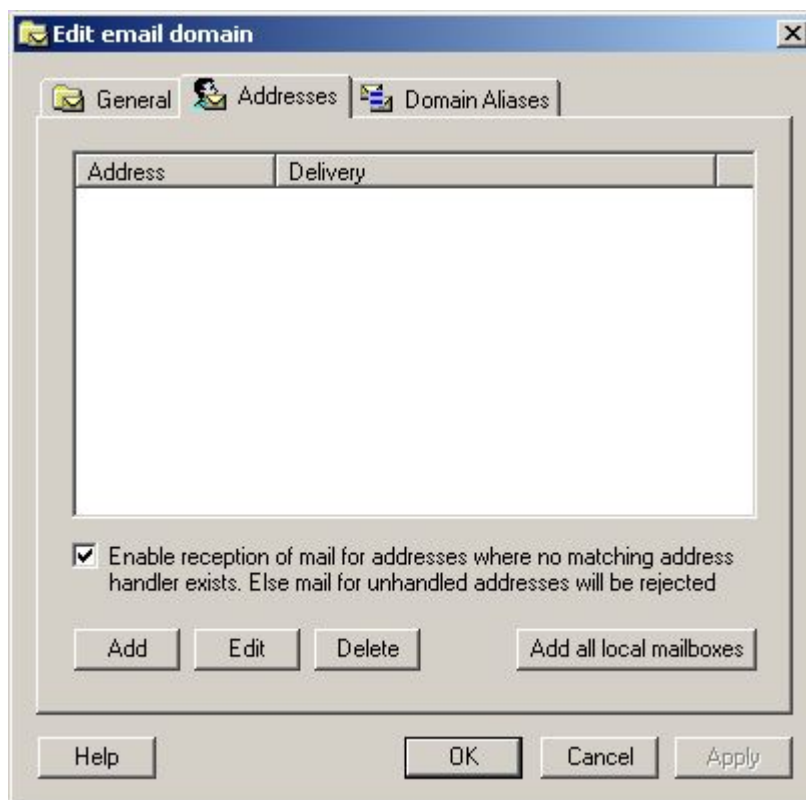 Edit email domain
General Addresses Domain Aliases
Address Delivery
Enable reception of mail for addresses where no matching address
handler exists. Else mail for unhandled addresses will be rejected
Add Edit Delete Add all local mailboxes
Help OK Cancel Apply